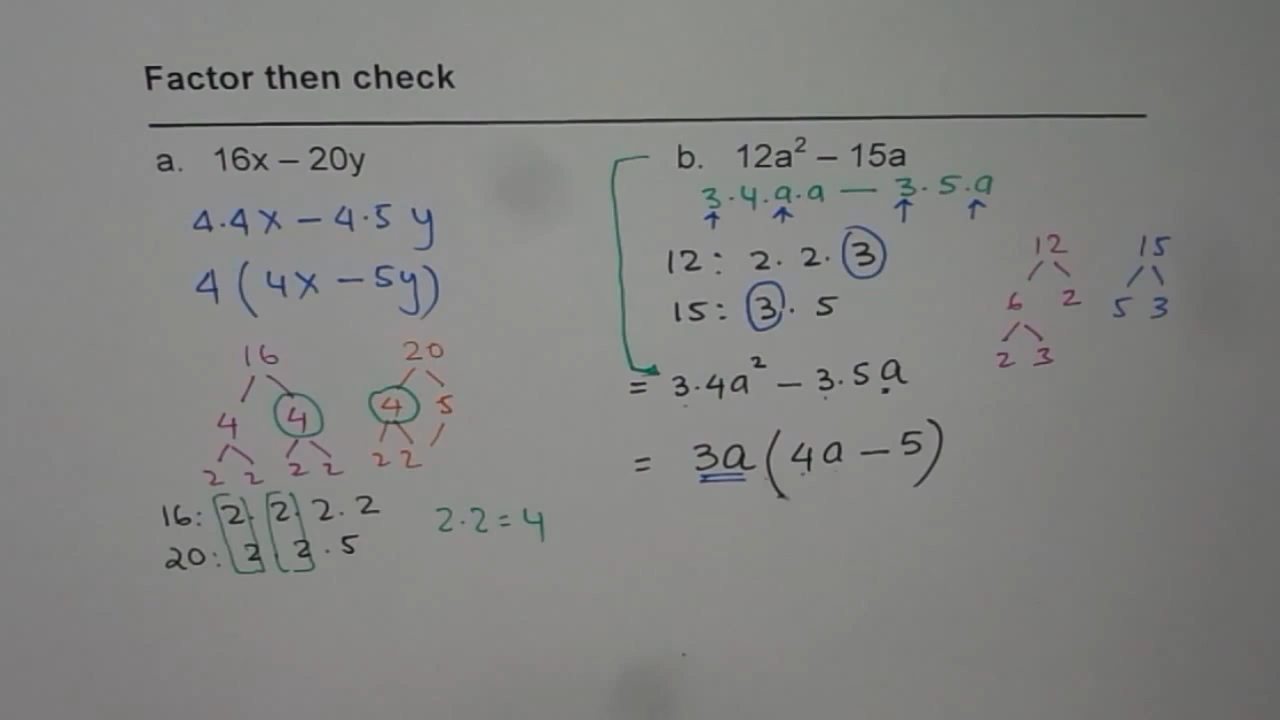 Factor then check
a. 16x – 20y
4·4x – 4·5y
4(4x – 5y)
16
4 4
2 2 2 2
20
4 5
2 2
16: 2·2·2·2
20: 2·2·5
2·2=4
b. 12a² – 15a
3·4·a·a — 3·5·a
12: 2·2·3
15: 3·5
= 3·4a² – 3·5a
= 3a(4a – 5)
12
6 2
2 3
15
5 3